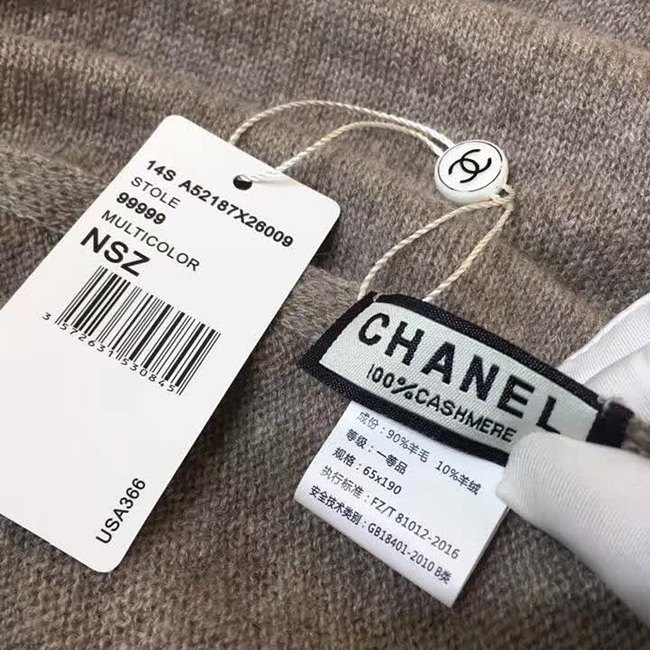 14S A52187X26009
STOLE
99999
MULTICOLOR
NSZ
3 572631 530845
USA366
CHANEL
100%CASHMERE
成份：90%羊毛 10%羊绒
等级：一等品
规格：65x190
执行标准：FZ/T 81012-2016
安全技术类别：GB18401-2010 B类